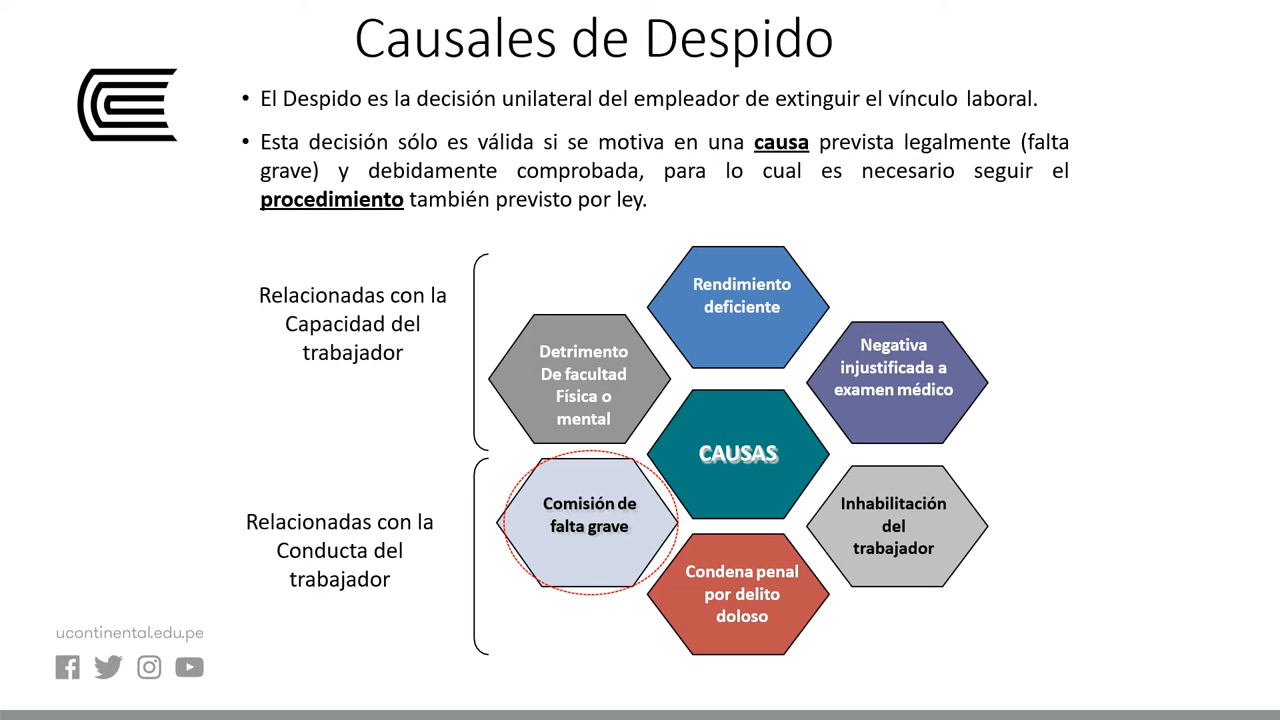 Causales de Despido
• El Despido es la decisión unilateral del empleador de extinguir el vínculo laboral.
• Esta decisión sólo es válida si se motiva en una causa prevista legalmente (falta
grave) y debidamente comprobada, para lo cual es necesario seguir el
procedimiento también previsto por ley.
Relacionadas con la
Capacidad del
trabajador
Rendimiento
deficiente
Detrimento
De facultad
Física o
mental
Negativa
injustificada a
examen médico
CAUSAS
Relacionadas con la
Conducta del
trabajador
Comisión de
falta grave
Inhabilitación
del
trabajador
Condena penal
por delito
doloso
ucontinental.edu.pe